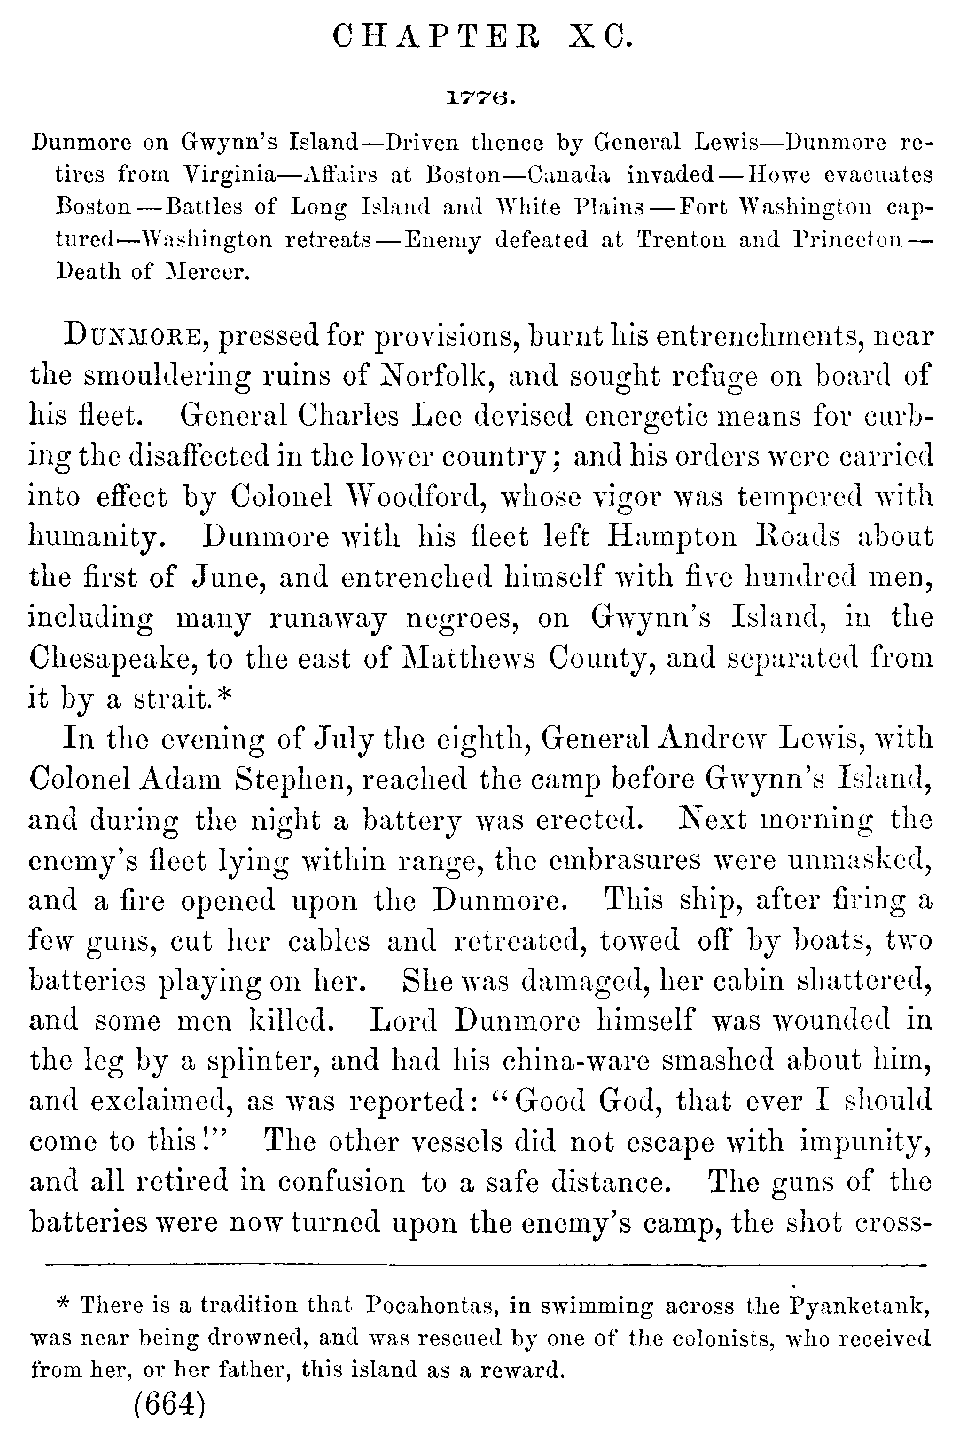 CHAPTER XC.
1776.
Dunmore on Gwynn's Island—Driven thence by General Lewis—Dunmore re-
tires from Virginia—Affairs at Boston—Canada invaded—Howe evacuates
Boston—Battles of Long Island and White Plains—Fort Washington cap-
tured—Washington retreats—Enemy defeated at Trenton and Princeton—
Death of Mercer.
DUNMORE, pressed for provisions, burnt his entrenchments, near
the smouldering ruins of Norfolk, and sought refuge on board of
his fleet. General Charles Lee devised energetic means for curb-
ing the disaffected in the lower country; and his orders were carried
into effect by Colonel Woodford, whose vigor was tempered with
humanity. Dunmore with his fleet left Hampton Roads about
the first of June, and entrenched himself with five hundred men,
including many runaway negroes, on Gwynn's Island, in the
Chesapeake, to the east of Matthews County, and separated from
it by a strait.*
In the evening of July the eighth, General Andrew Lewis, with
Colonel Adam Stephen, reached the camp before Gwynn's Island,
and during the night a battery was erected. Next morning the
enemy's fleet lying within range, the embrasures were unmasked,
and a fire opened upon the Dunmore. This ship, after firing a
few guns, cut her cables and retreated, towed off by boats, two
batteries playing on her. She was damaged, her cabin shattered,
and some men killed. Lord Dunmore himself was wounded in
the leg by a splinter, and had his china-ware smashed about him,
and exclaimed, as was reported: "Good God, that ever I should
come to this!" The other vessels did not escape with impunity,
and all retired in confusion to a safe distance. The guns of the
batteries were now turned upon the enemy's camp, the shot cross-
* There is a tradition that Pocahontas, in swimming across the Pyanketank,
was near being drowned, and was rescued by one of the colonists, who received
from her, or her father, this island as a reward.
(664)